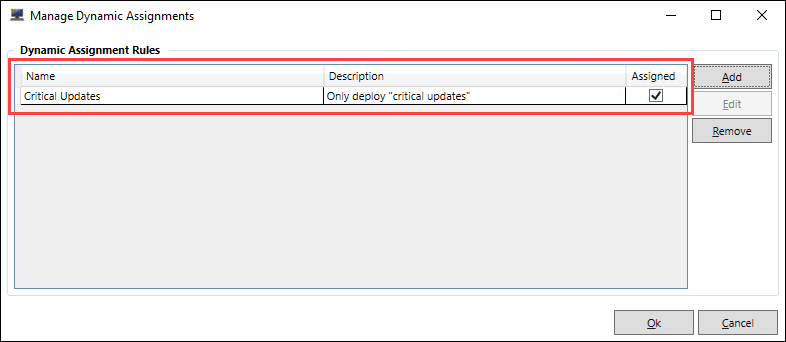 Manage Dynamic Assignments
Dynamic Assignment Rules
Name Description Assigned
Critical Updates Only deploy "critical updates"
Add
Edit
Remove
Ok Cancel